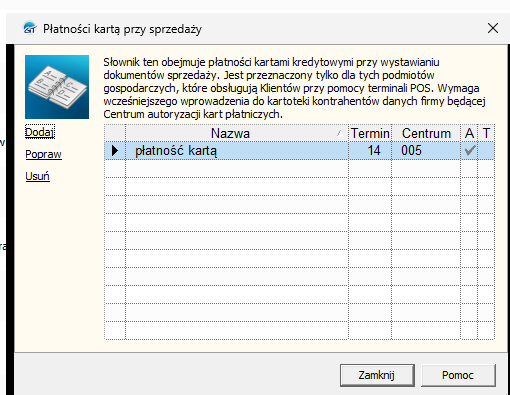 Płatności kartą przy sprzedaży
Słownik ten obejmuje płatności kartami kredytowymi przy wystawianiu
dokumentów sprzedaży. Jest przeznaczony tylko dla tych podmiotów
gospodarczych, które obsługują Klientów przy pomocy terminali POS. Wymaga
wcześniejszego wprowadzenia do kartoteki kontrahentów danych firmy będącej
Centrum autoryzacji kart płatniczych.
Dodaj
Popraw
Usuń
Nazwa Termin Centrum A T
płatność kartą 14 005
Zamknij Pomoc